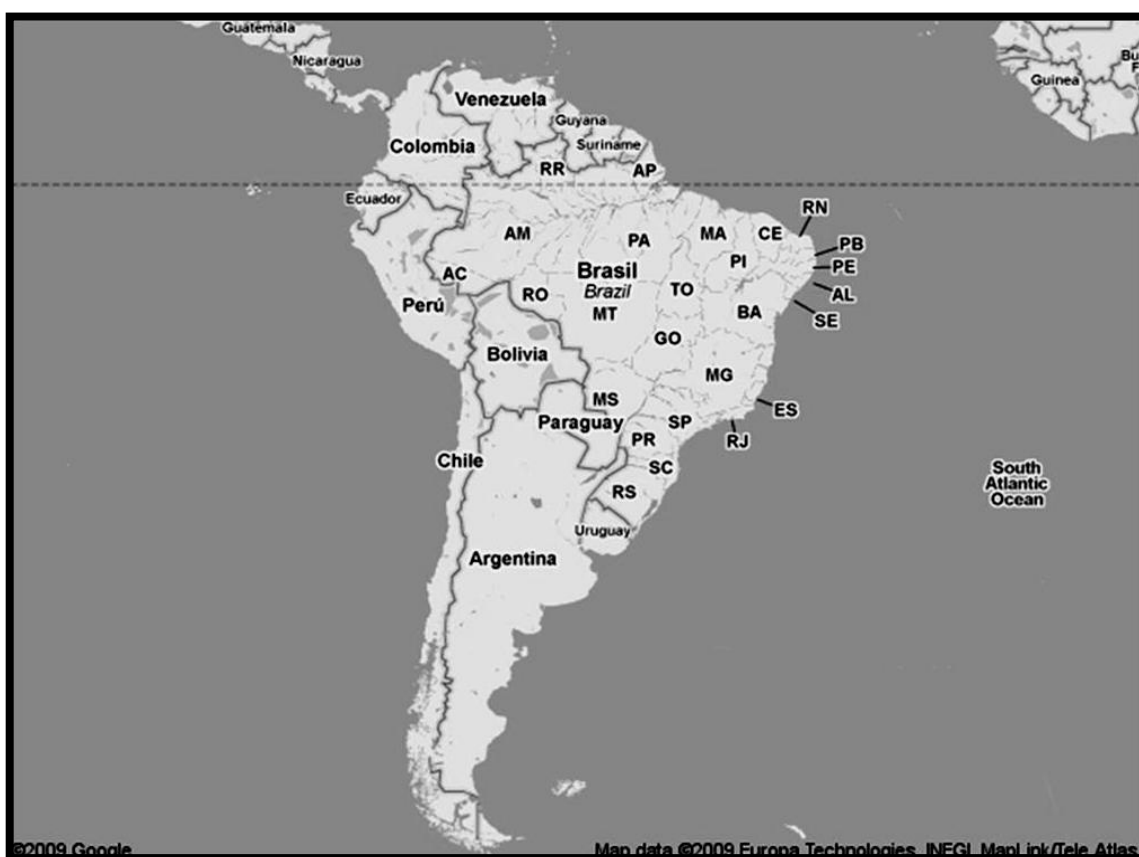 Guatemala
Nicaragua
Venezuela
Guyana
Suriname
Colombia
Guinea
RR
AP
Ecuador
RN
AM
PA
MA
CE
PB
PI
PE
AC
Brasil
Brazil
RO
TO
AL
Perú
MT
BA
SE
GO
Bolivia
MG
MS
ES
Paraguay
SP
RJ
PR
Chile
SC
South
Atlantic
Ocean
RS
Uruguay
Argentina
©2009 Google
Map data ©2009 Europa Technologies, INEGI, MapLink/Tele Atlas